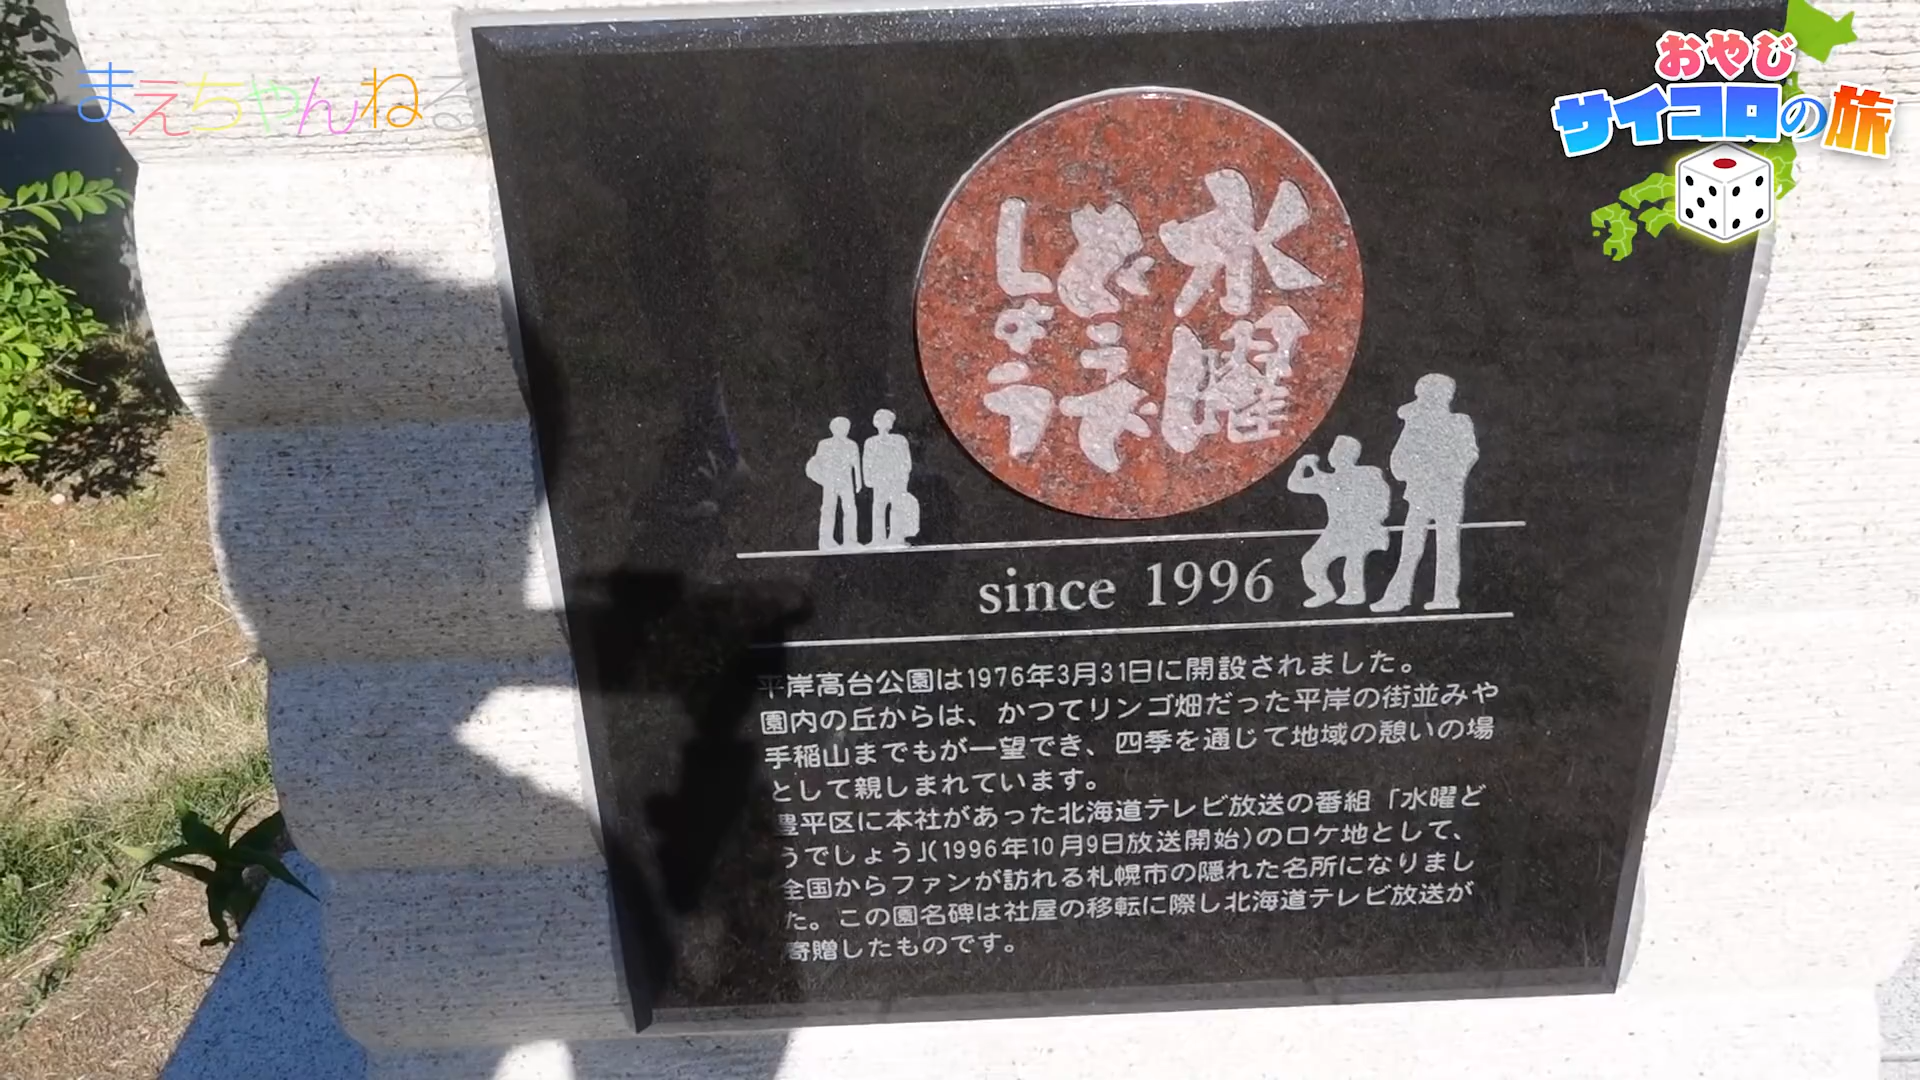 まえちゃんねる
おやじ
サイコロの旅
水曜
どうで
しょう
since 1996
平岸高台公園は1976年3月31日に開設されました。
園内の丘からは、かつてリンゴ畑だった平岸の街並みや
手稲山までもが一望でき、四季を通じて地域の憩いの場
として親しまれています。
豊平区に本社があった北海道テレビ放送の番組「水曜ど
うでしょう」(1996年10月9日放送開始)のロケ地として、
全国からファンが訪れる札幌市の隠れた名所になりまし
た。この園名碑は社屋の移転に際し北海道テレビ放送が
寄贈したものです。